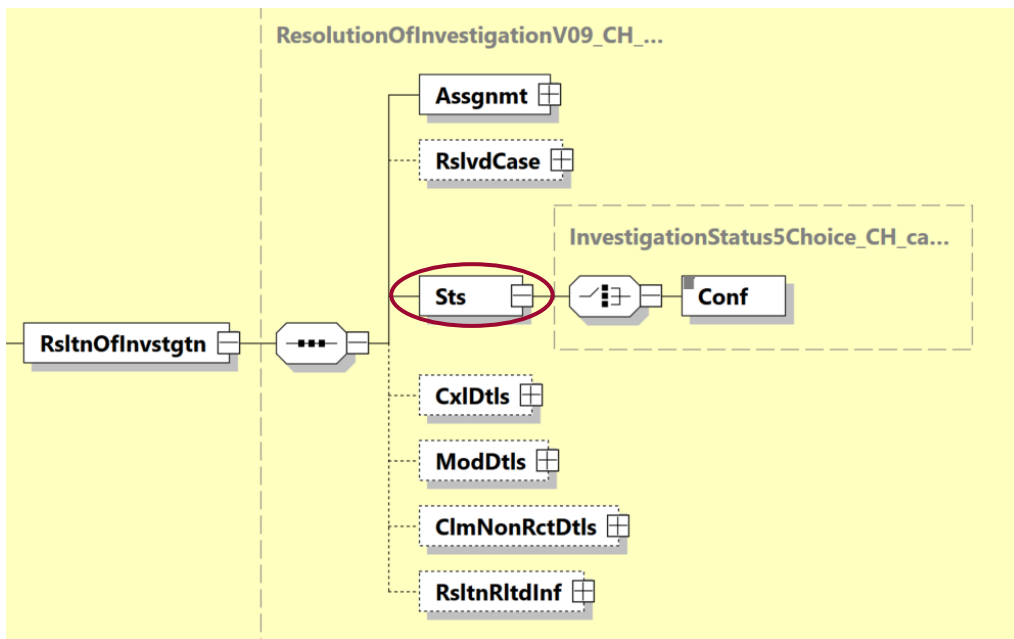 ResolutionOfInvestigationV09_CH_...
Assgnmt
RslvdCase
InvestigationStatus5Choice_CH_ca...
Sts
Conf
RsltnOfInvstgtn
CxlDtls
ModDtls
ClmNonRctDtls
RsltnRltdInf